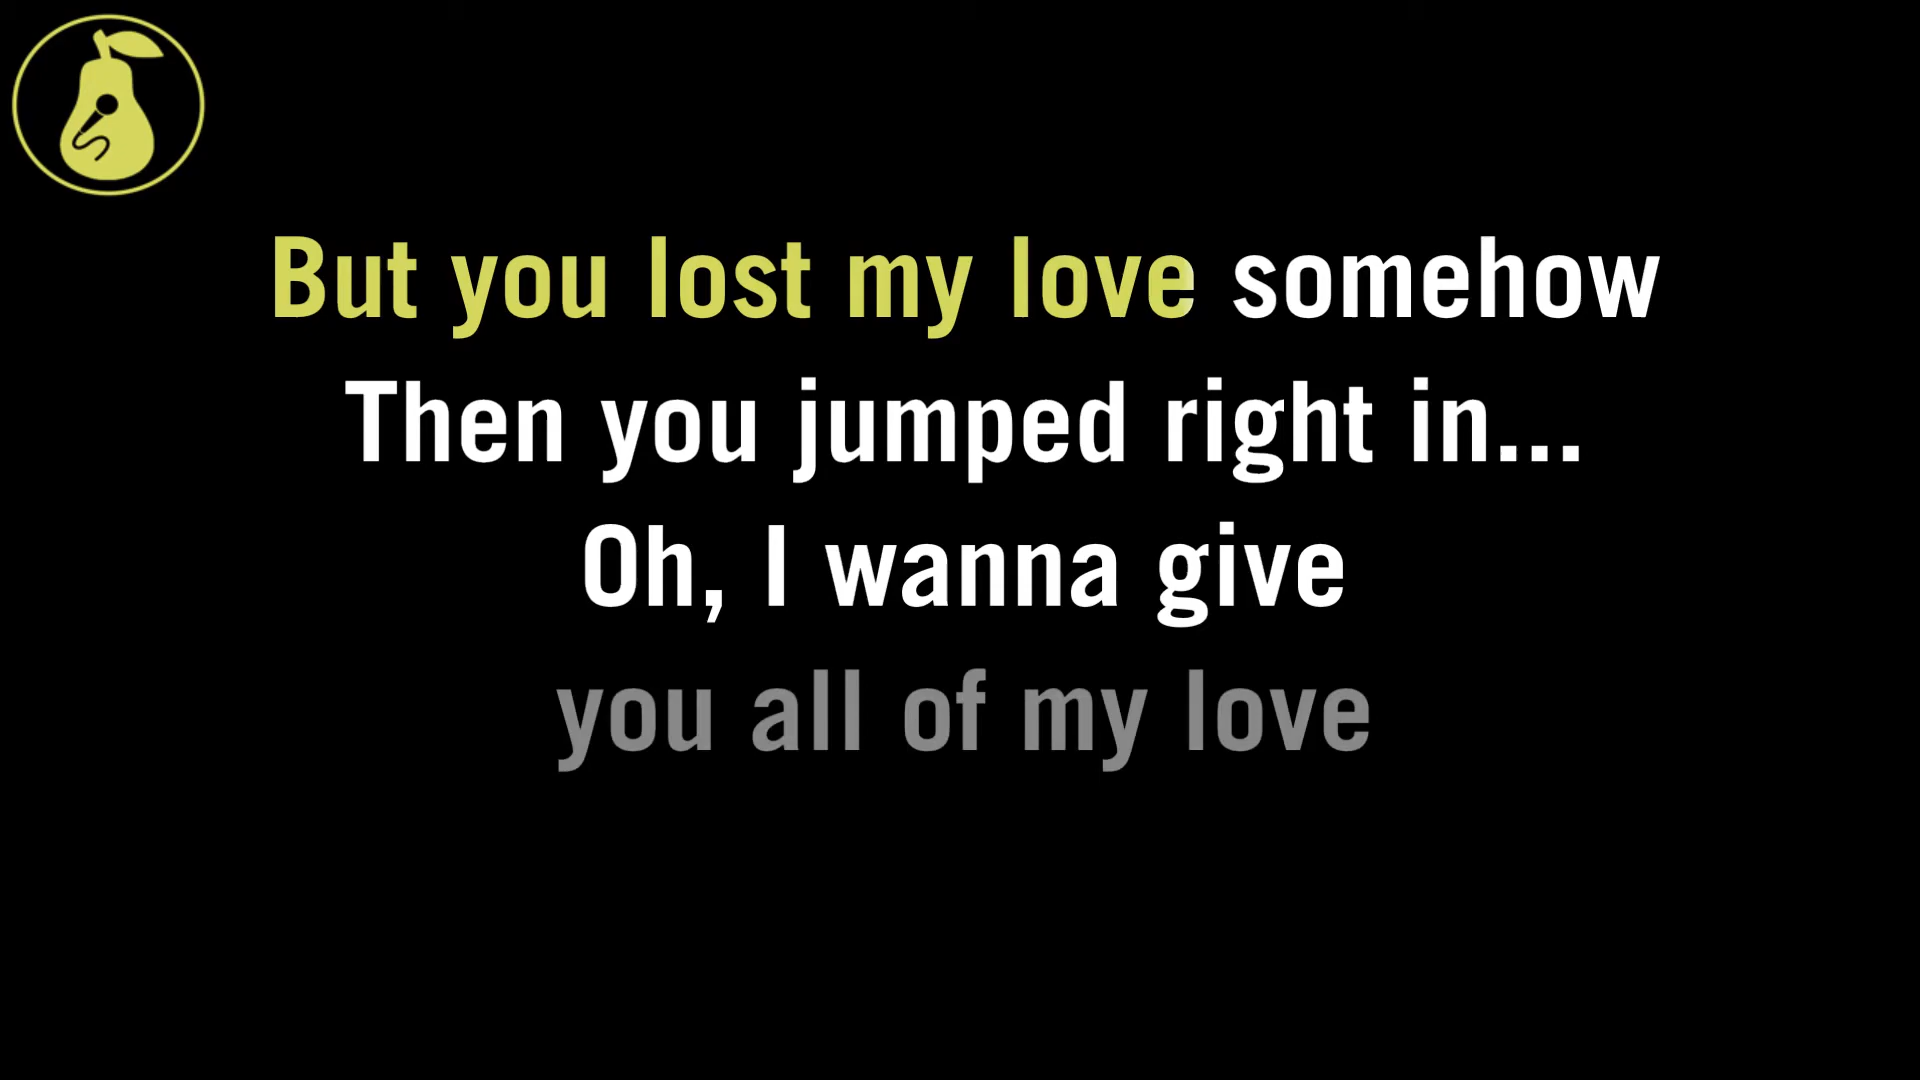 But you lost my love somehow
Then you jumped right in...
Oh, I wanna give
you all of my love